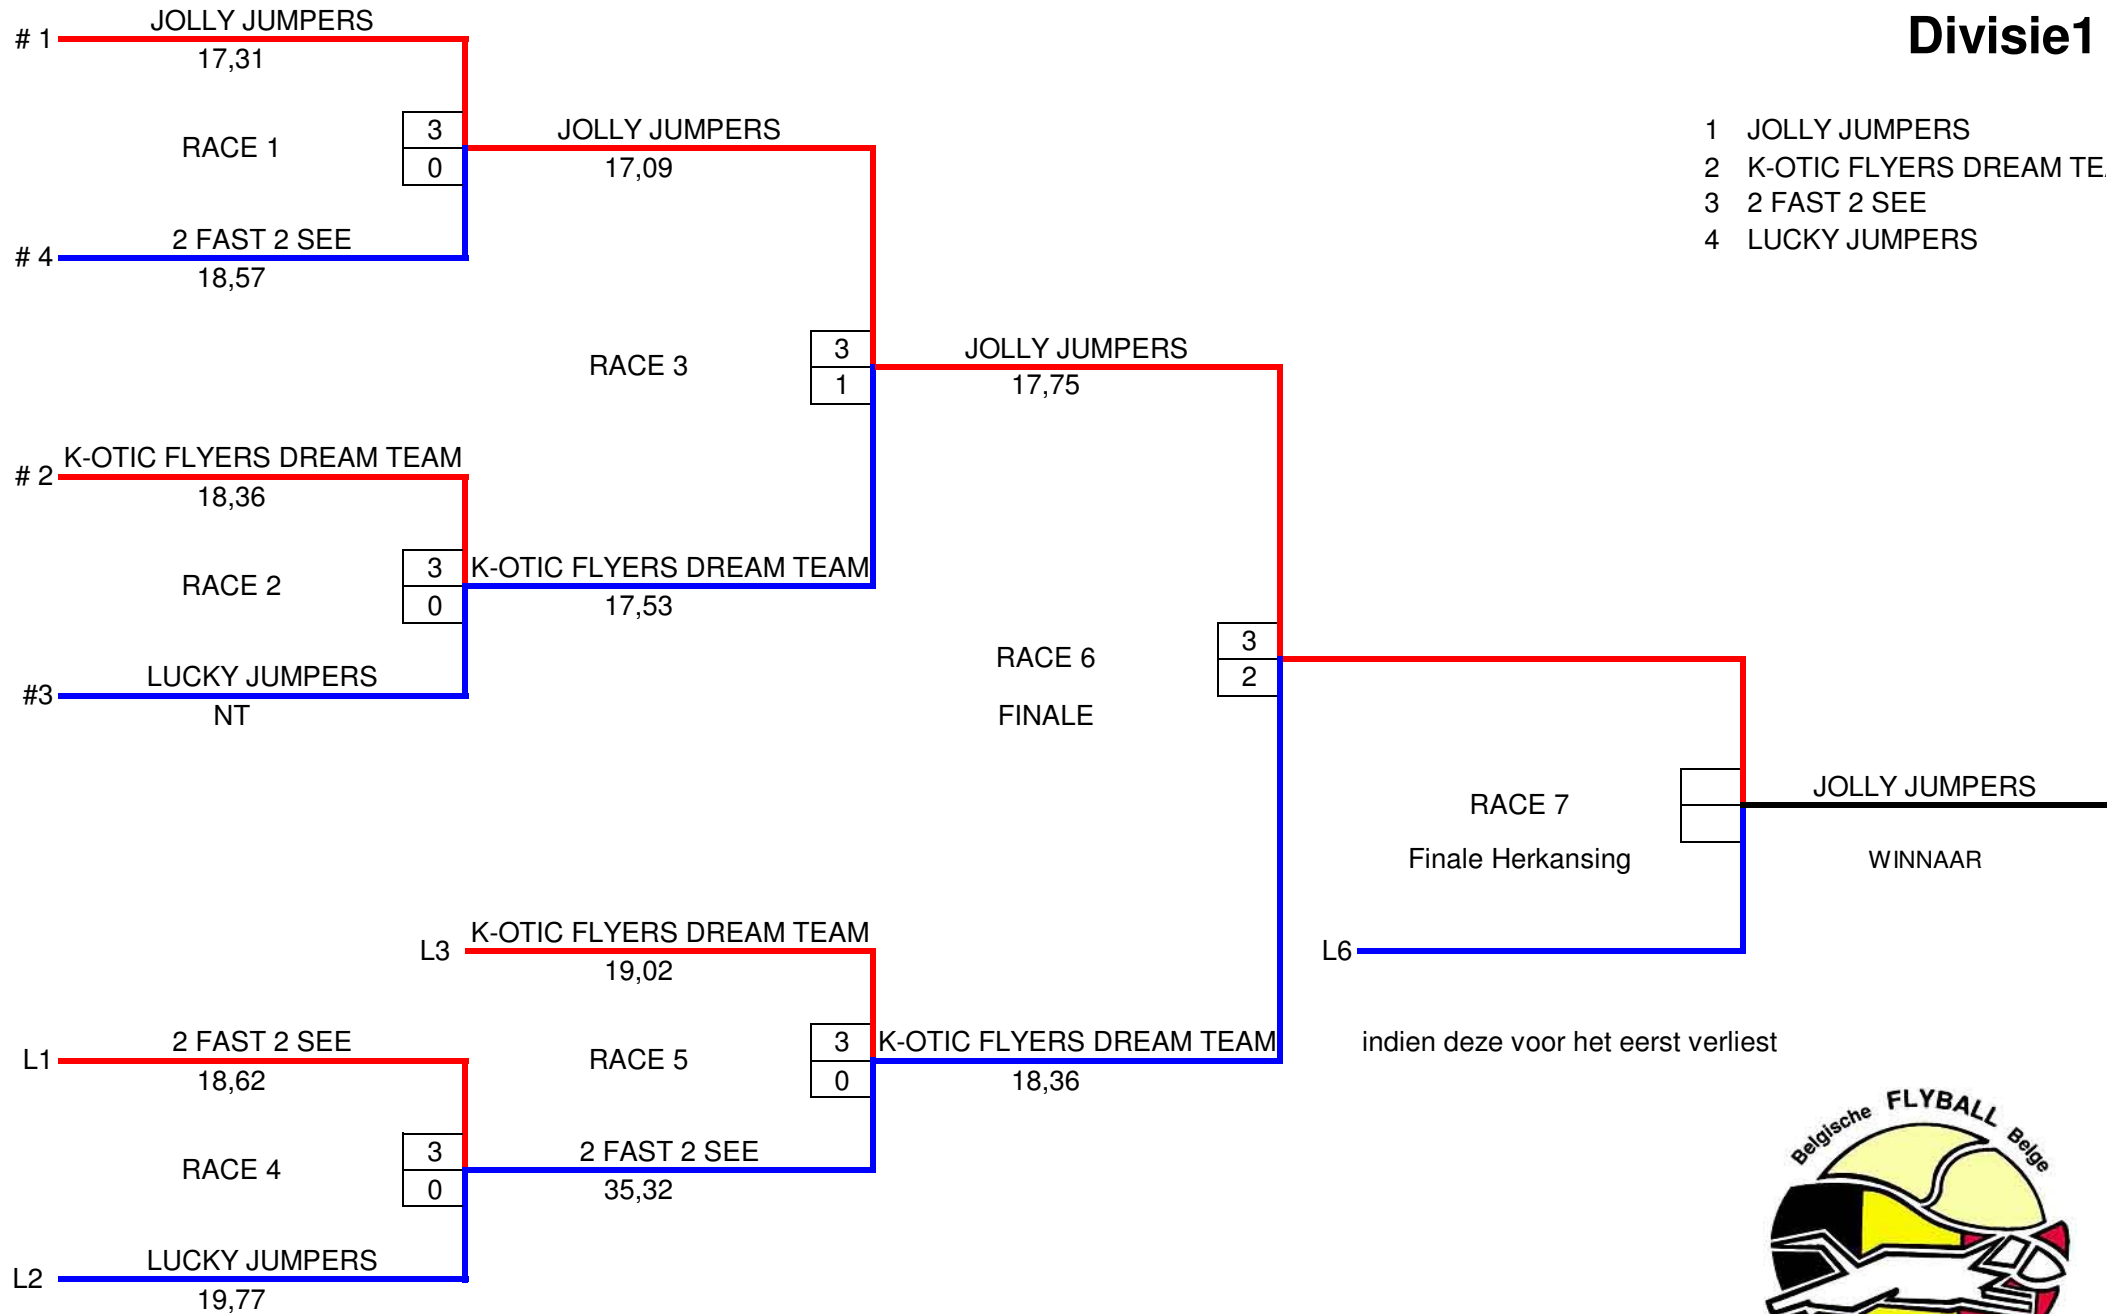 Divisie1
1 JOLLY JUMPERS
2 K-OTIC FLYERS DREAM TEA
3 2 FAST 2 SEE
4 LUCKY JUMPERS
# 1 JOLLY JUMPERS
17,31
RACE 1
3
0
# 4 2 FAST 2 SEE
18,57
JOLLY JUMPERS
17,09
RACE 3
3
1
# 2 K-OTIC FLYERS DREAM TEAM
18,36
RACE 2
3
0
K-OTIC FLYERS DREAM TEAM
17,53
#3 LUCKY JUMPERS
NT
JOLLY JUMPERS
17,75
RACE 6
FINALE
3
2
RACE 7
Finale Herkansing
JOLLY JUMPERS
WINNAAR
L6
indien deze voor het eerst verliest
L3 K-OTIC FLYERS DREAM TEAM
19,02
RACE 5
3
0
K-OTIC FLYERS DREAM TEAM
18,36
L1 2 FAST 2 SEE
18,62
RACE 4
3
0
2 FAST 2 SEE
35,32
L2 LUCKY JUMPERS
19,77
Belgische FLYBALL Belge